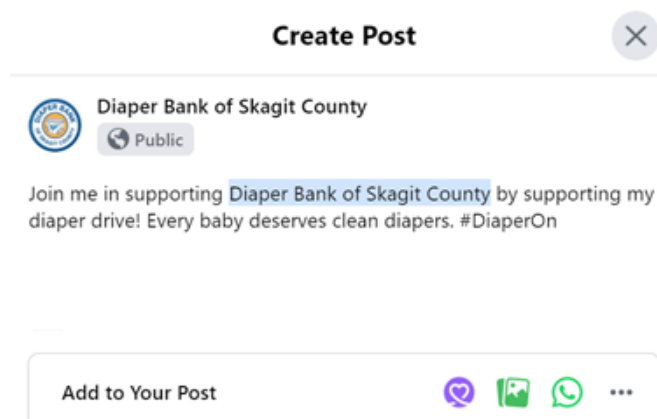 Create Post
Diaper Bank of Skagit County
Public
Join me in supporting Diaper Bank of Skagit County by supporting my
diaper drive! Every baby deserves clean diapers. #DiaperOn
Add to Your Post